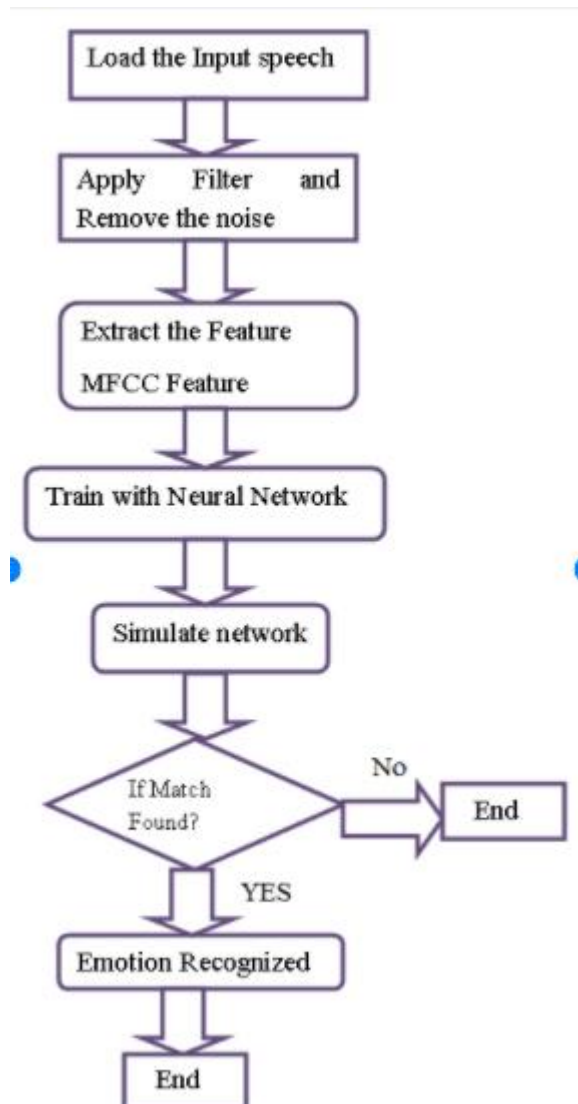 Load the Input speech
Apply Filter and
Remove the noise
Extract the Feature
MFCC Feature
Train with Neural Network
Simulate network
If Match
Found?
No
End
YES
Emotion Recognized
End